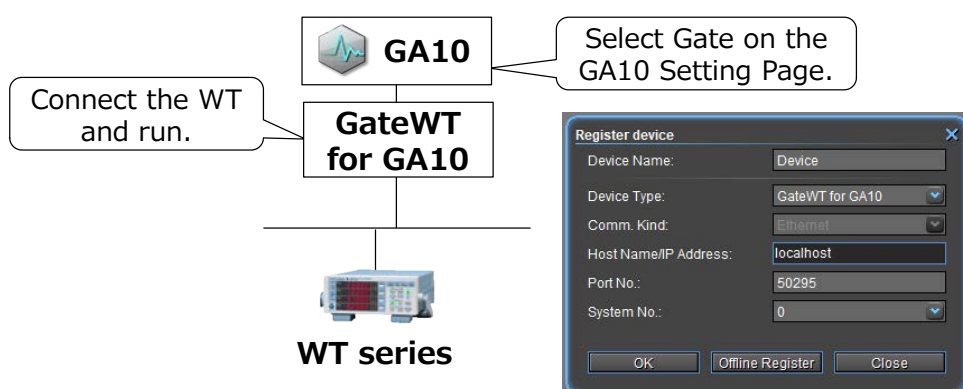 GA10
Select Gate on the
GA10 Setting Page.
Connect the WT
and run.
GateWT
for GA10
WT series
Register device
Device Name: Device
Device Type: GateWT for GA10
Comm. Kind: Ethernet
Host Name/IP Address: localhost
Port No.: 50295
System No.: 0
OK Offline Register Close